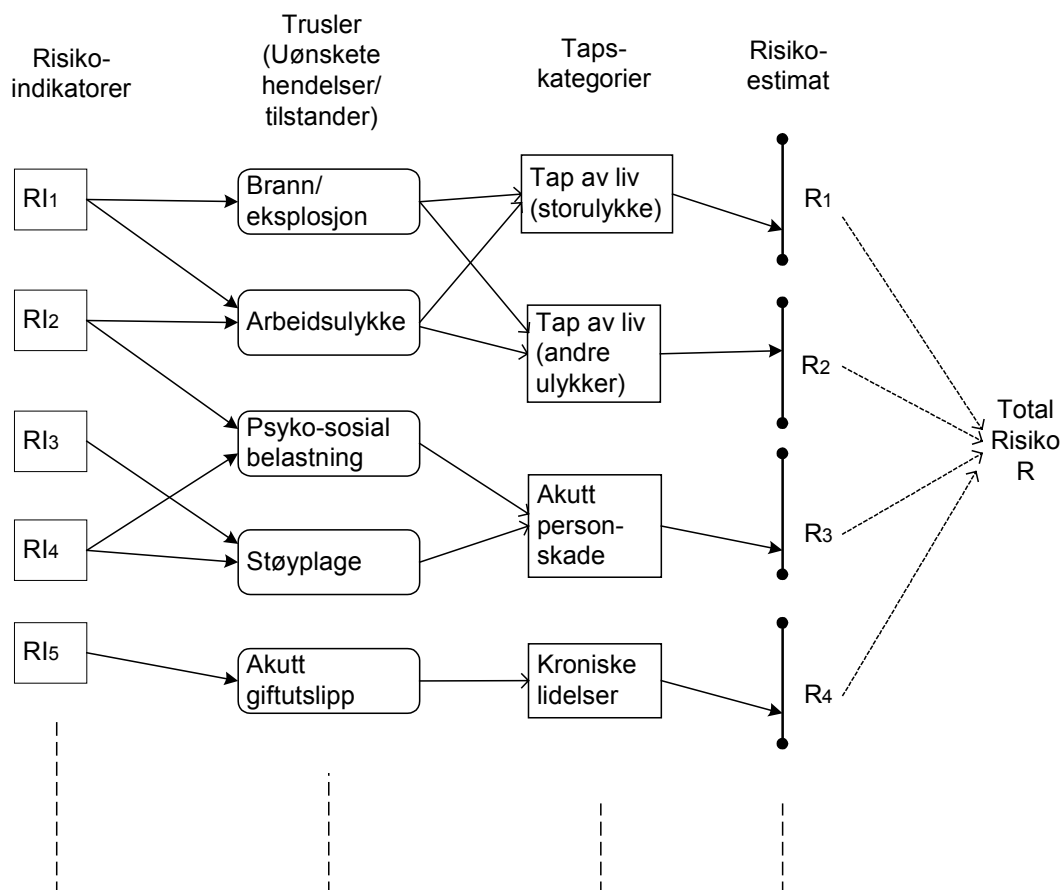 Risiko-
indikatorer
Trusler
(Uønskete
hendelser/
tilstander)
Taps-
kategorier
Risiko-
estimat
RI1
Brann/
eksplosjon
Tap av liv
(storulykke)
R1
RI2
Arbeidsulykke
Tap av liv
(andre
ulykker)
R2
RI3
Psyko-sosial
belastning
Total
Risiko
R
RI4
Støyplage
Akutt
person-
skade
R3
RI5
Akutt
giftutslipp
Kroniske
lidelser
R4